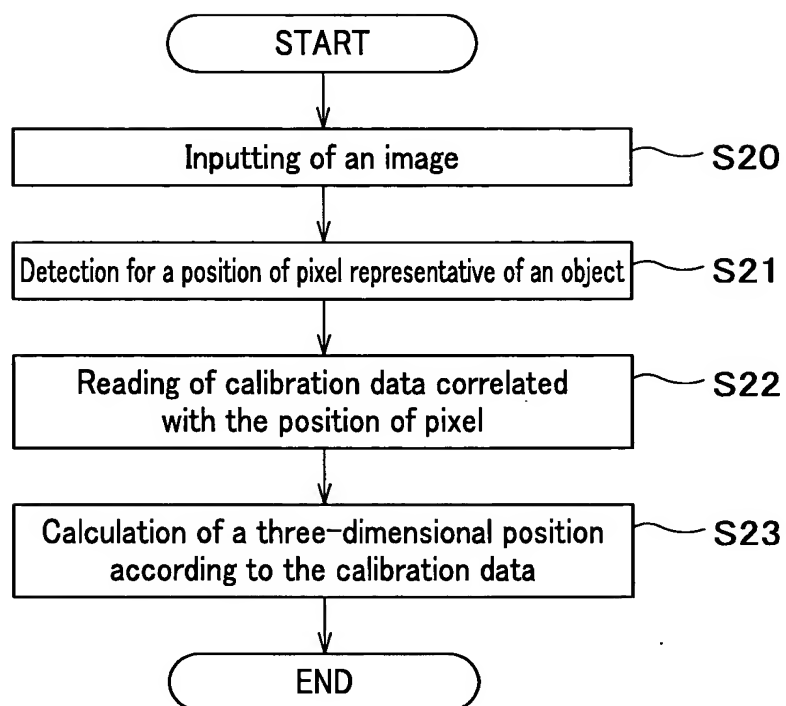 START
Inputting of an image
S20
Detection for a position of pixel representative of an object
S21
Reading of calibration data correlated
with the position of pixel
S22
Calculation of a three-dimensional position
according to the calibration data
S23
END